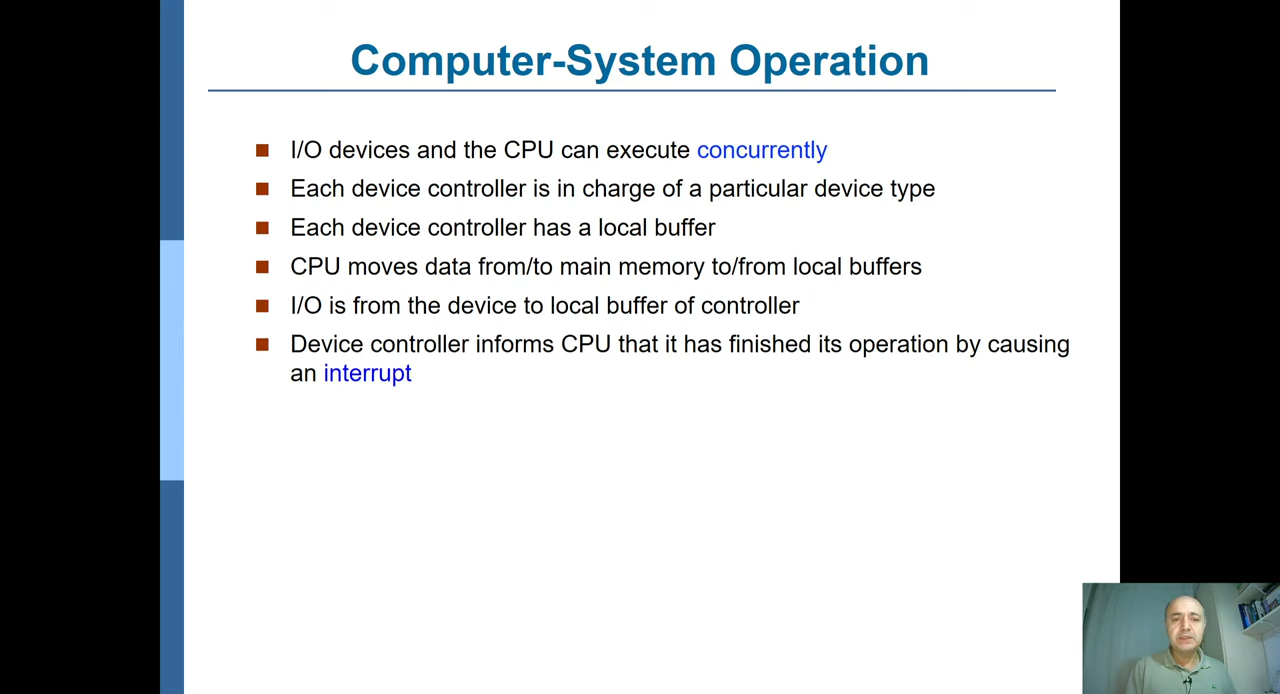 Computer-System Operation
I/O devices and the CPU can execute concurrently
Each device controller is in charge of a particular device type
Each device controller has a local buffer
CPU moves data from/to main memory to/from local buffers
I/O is from the device to local buffer of controller
Device controller informs CPU that it has finished its operation by causing
an interrupt